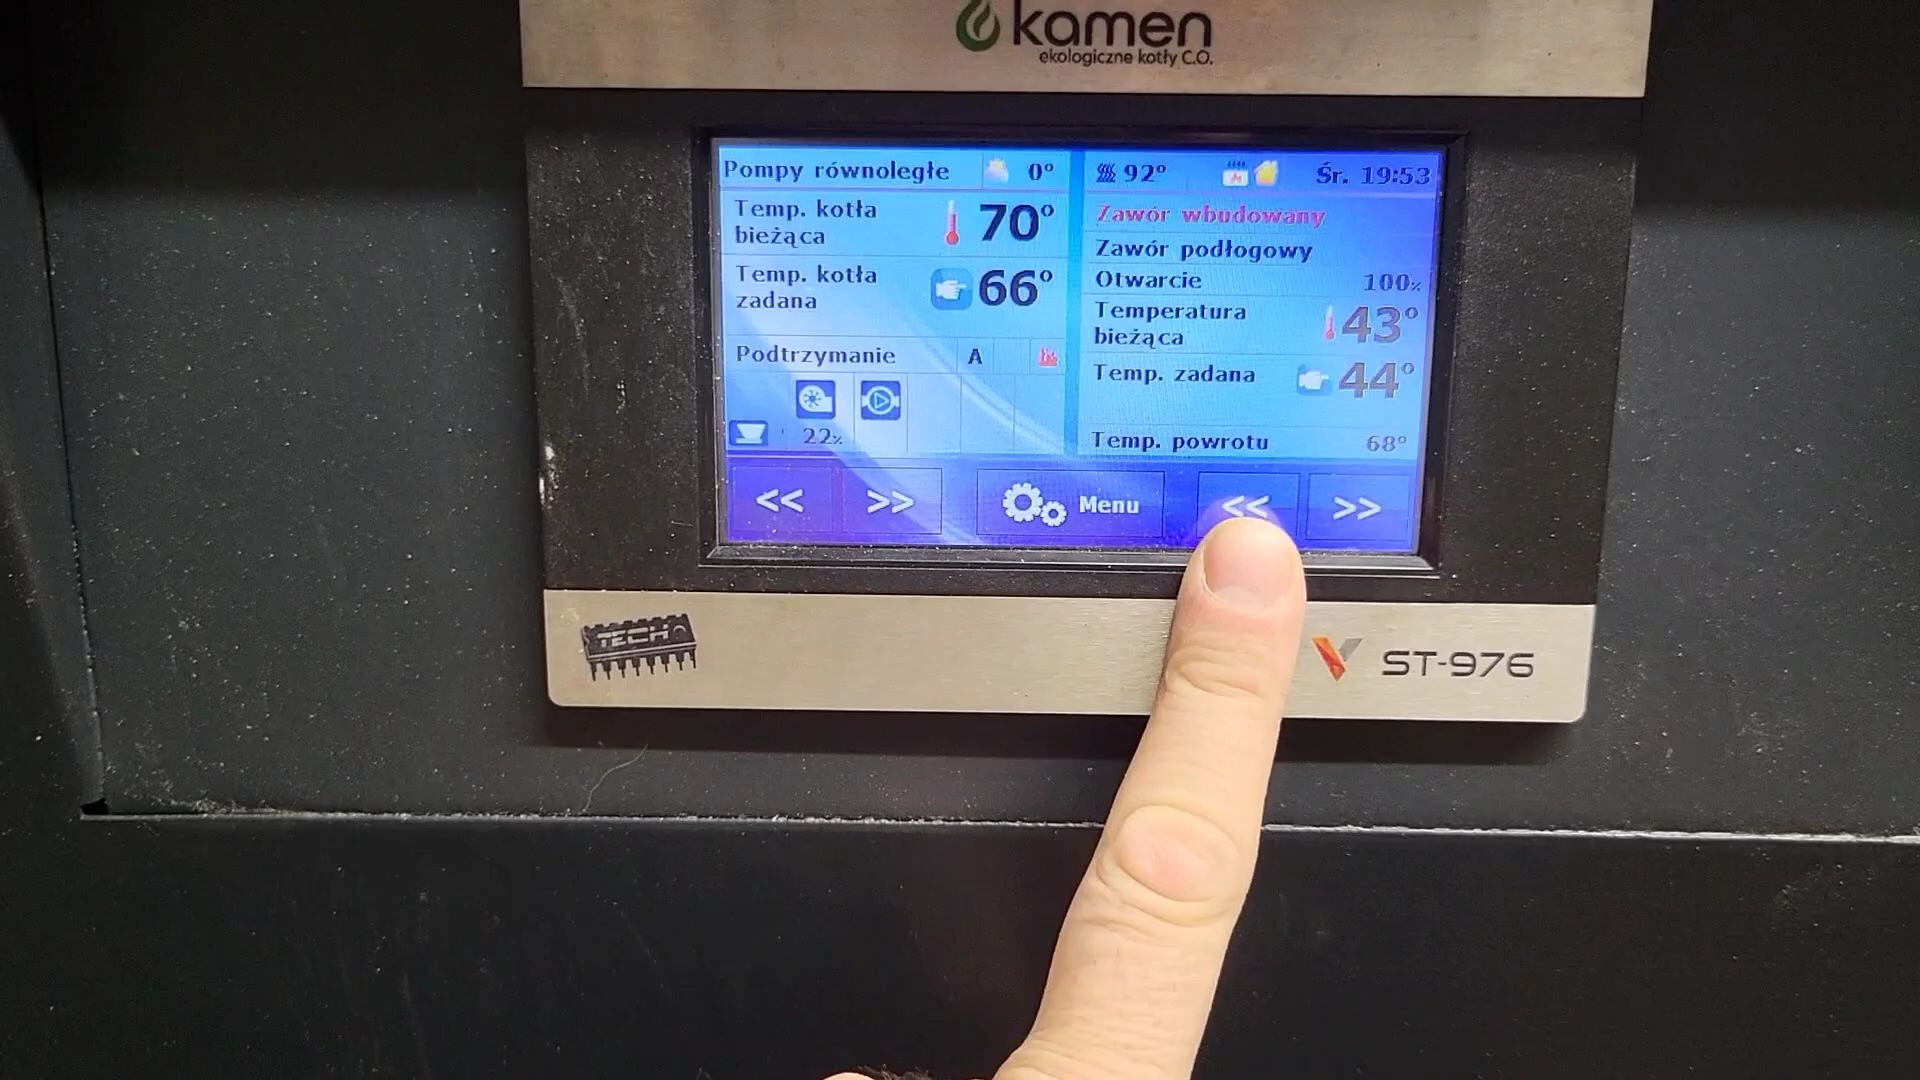 kamen
ekologiczne kotły C.O.
Pompy równoległe 0°
Temp. kotła
bieżąca 70°
Temp. kotła
zadana 66°
Podtrzymanie A
22%
<< >>
Menu
92° Śr. 19:53
Zawór wbudowany
Zawór podłogowy
Otwarcie 100%
Temperatura
bieżąca 43°
Temp. zadana 44°
Temp. powrotu 68°
<< >>
TECH
ST-976